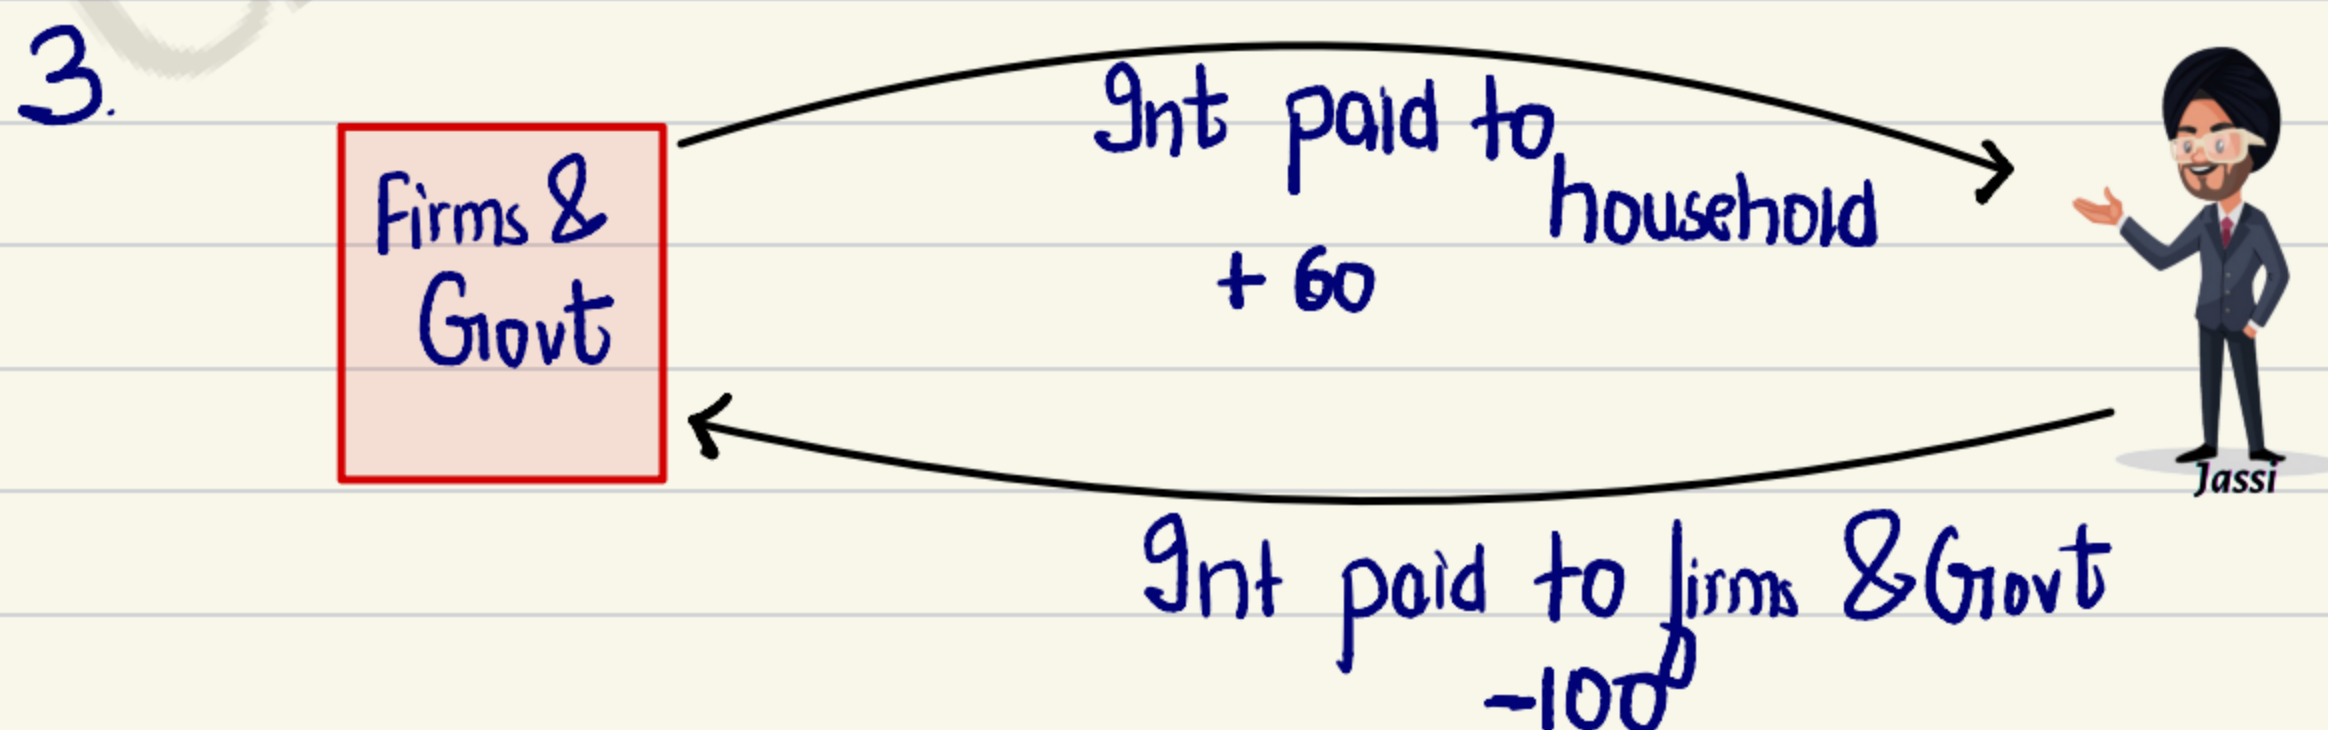 3.
Firms &
Govt
Int paid to
household
+ 60
Jassi
Int paid to firms & Govt
-100